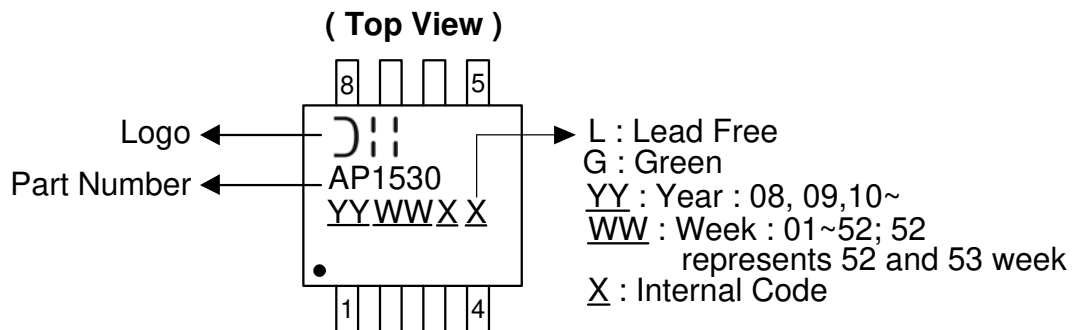 ( Top View )
8 5
Logo
Part Number
AP1530
YY WW X X
1 4
L : Lead Free
G : Green
YY : Year : 08, 09,10~
WW : Week : 01~52; 52
represents 52 and 53 week
X : Internal Code